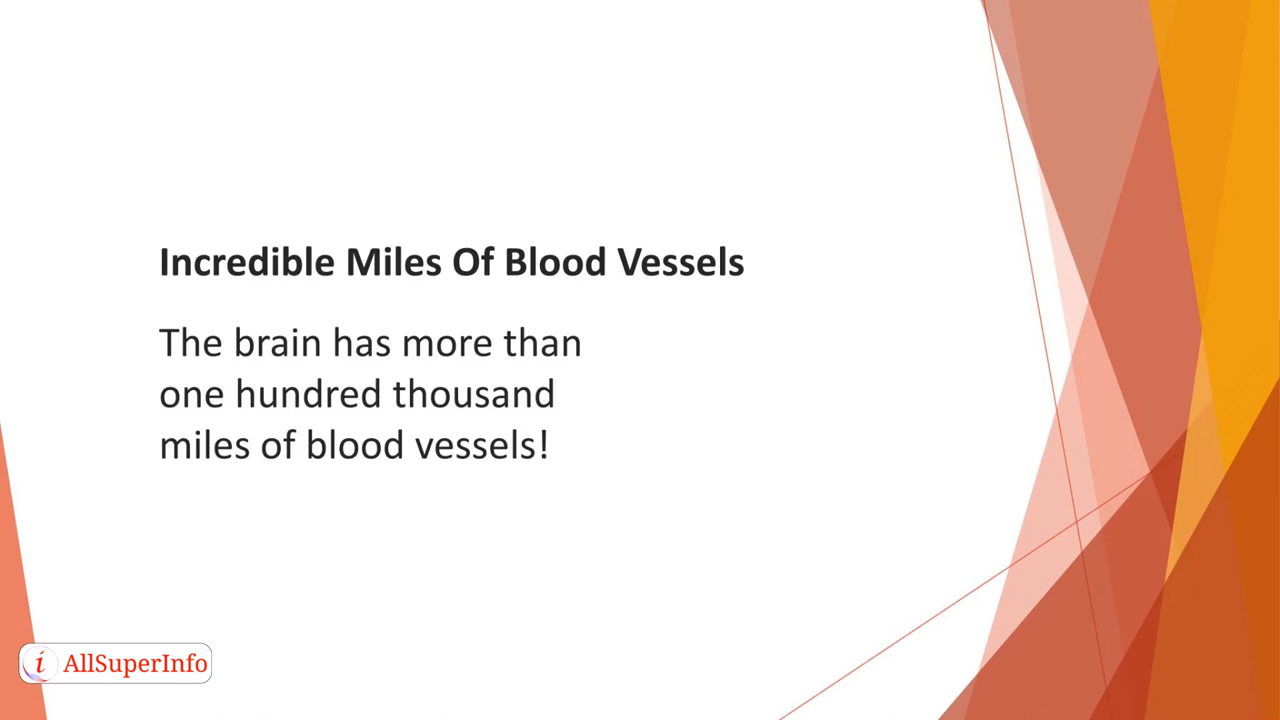 Incredible Miles Of Blood Vessels
The brain has more than
one hundred thousand
miles of blood vessels!
i AllSuperInfo